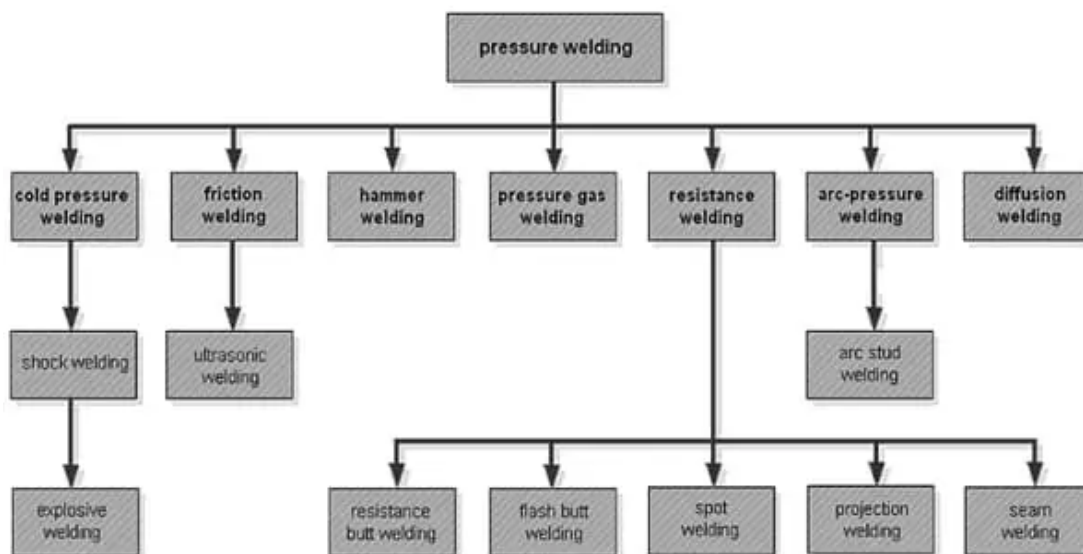 pressure welding
cold pressure
welding
friction
welding
hammer
welding
pressure gas
welding
resistance
welding
arc-pressure
welding
diffusion
welding
shock welding
ultrasonic
welding
arc stud
welding
explosive
welding
resistance
butt welding
flash butt
welding
spot
welding
projection
welding
seam
welding